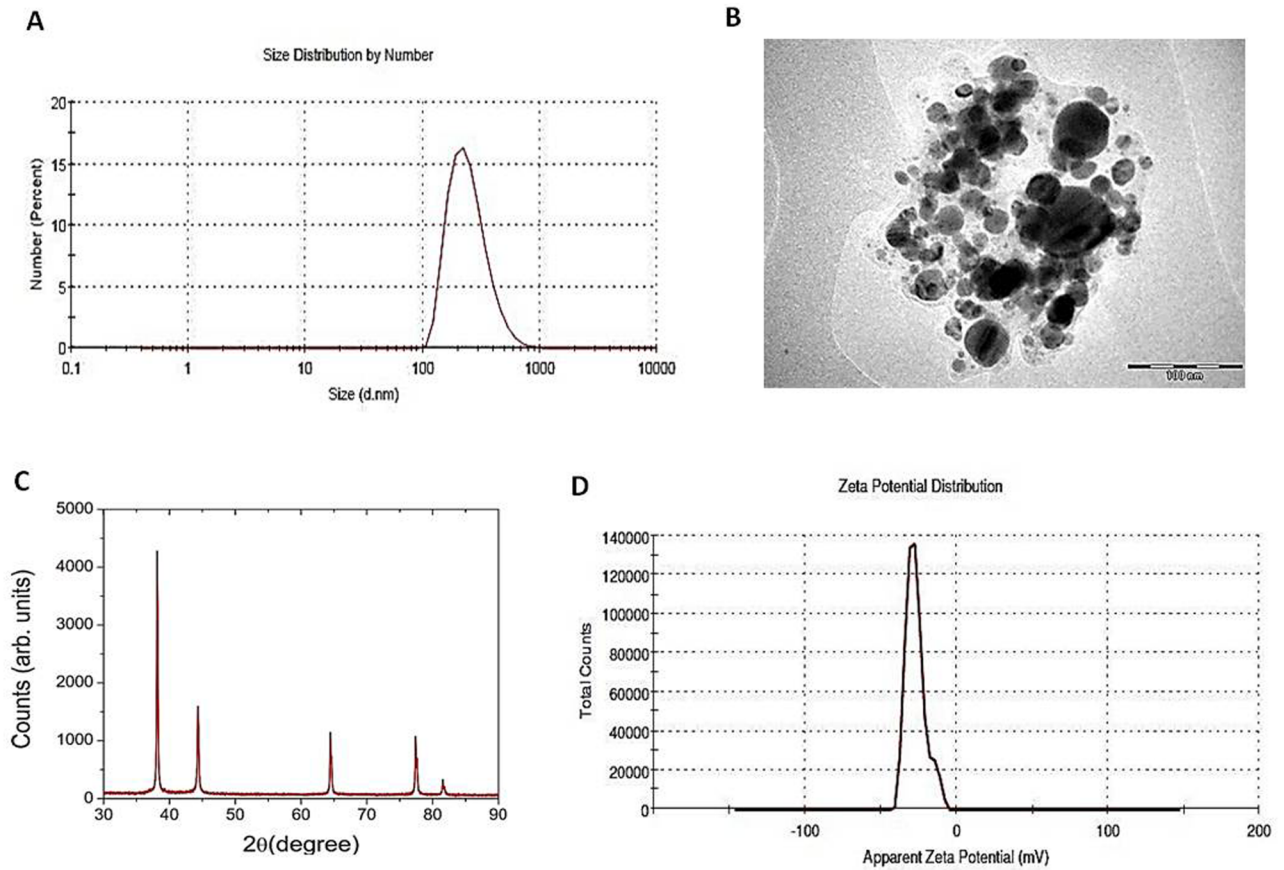 A
Size Distribution by Number
Number (Percent)
20
15
10
5
0
0.1 1 10 100 1000 10000
Size (d.nm)
B
100 nm
C
Counts (arb. units)
5000
4000
3000
2000
1000
0
30 40 50 60 70 80 90
2θ(degree)
D
Zeta Potential Distribution
Total Counts
140000
120000
100000
80000
60000
40000
20000
0
-100 0 100 200
Apparent Zeta Potential (mV)